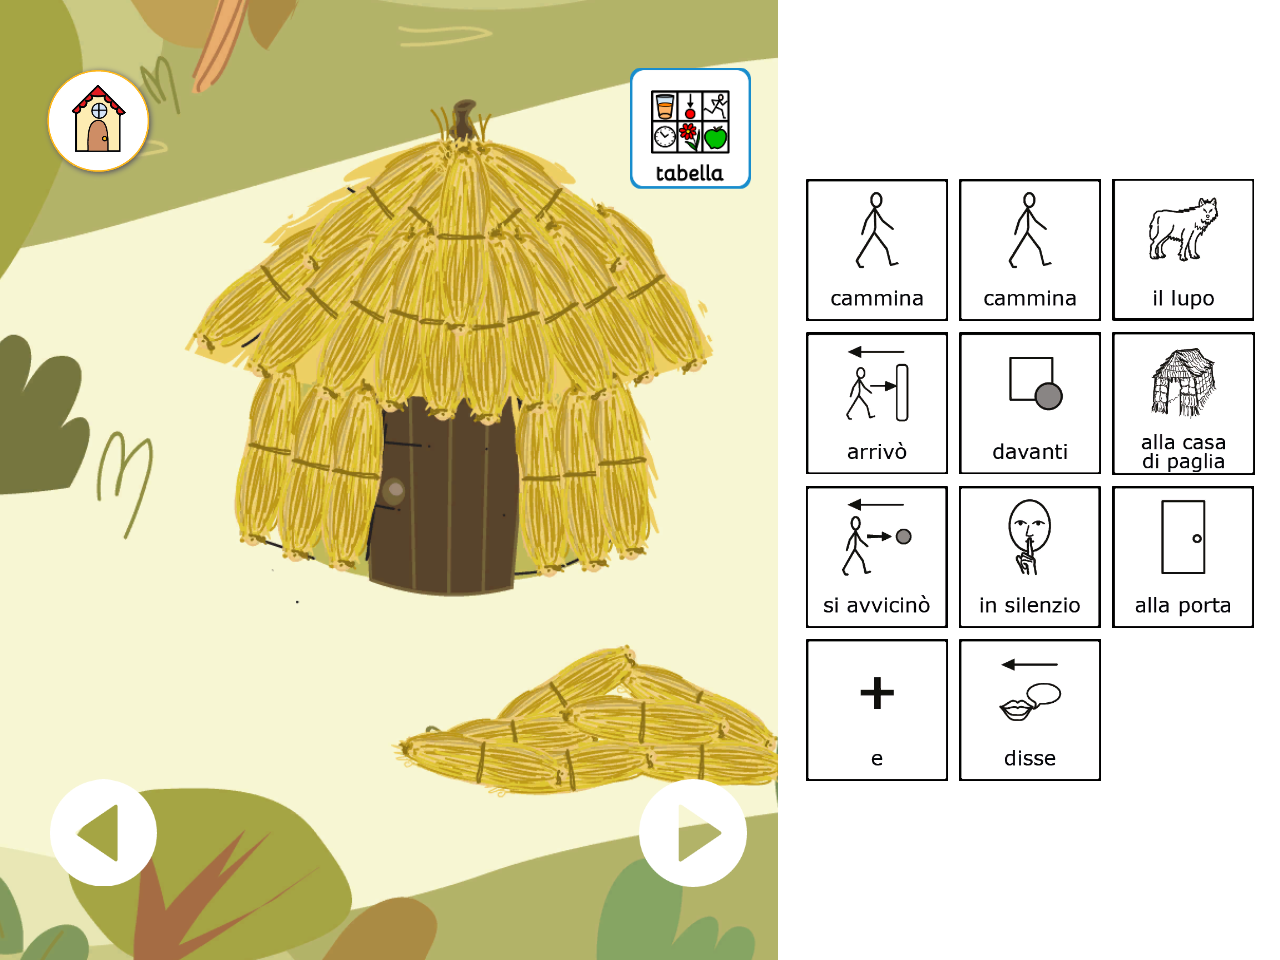 tabella
cammina
cammina
il lupo
arrivò
davanti
alla casa
di paglia
si avvicinò
in silenzio
alla porta
e
disse